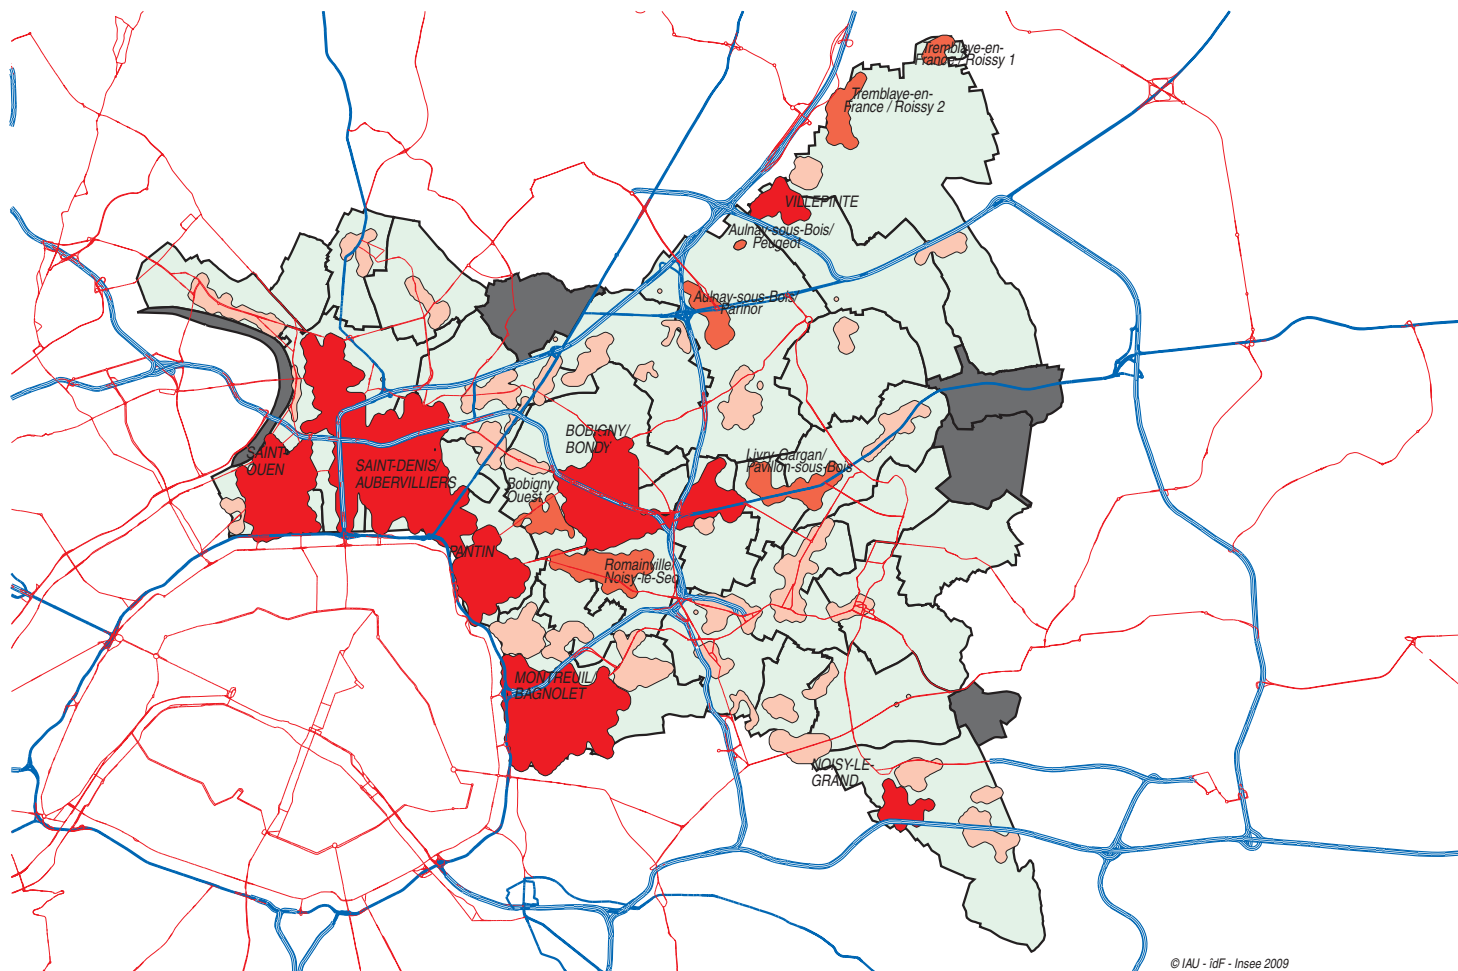 Tremblaye-en-
France / Roissy 1
Tremblaye-en-
France / Roissy 2
VILLEPINTE
Aulnay-sous-Bois/
Peugeot
Aulnay-sous-Bois/
Parinor
BOBIGNY/
BONDY
SAINT-
OUEN
SAINT-DENIS/
AUBERVILLIERS
Livry-Gargan/
Pavillon-sous-Bois
Bobigny
Ouest
PANTIN
Romainville/
Noisy-le-Sec
MONTREUIL/
BAGNOLET
NOISY-LE-
GRAND
© IAU - îdF - Insee 2009